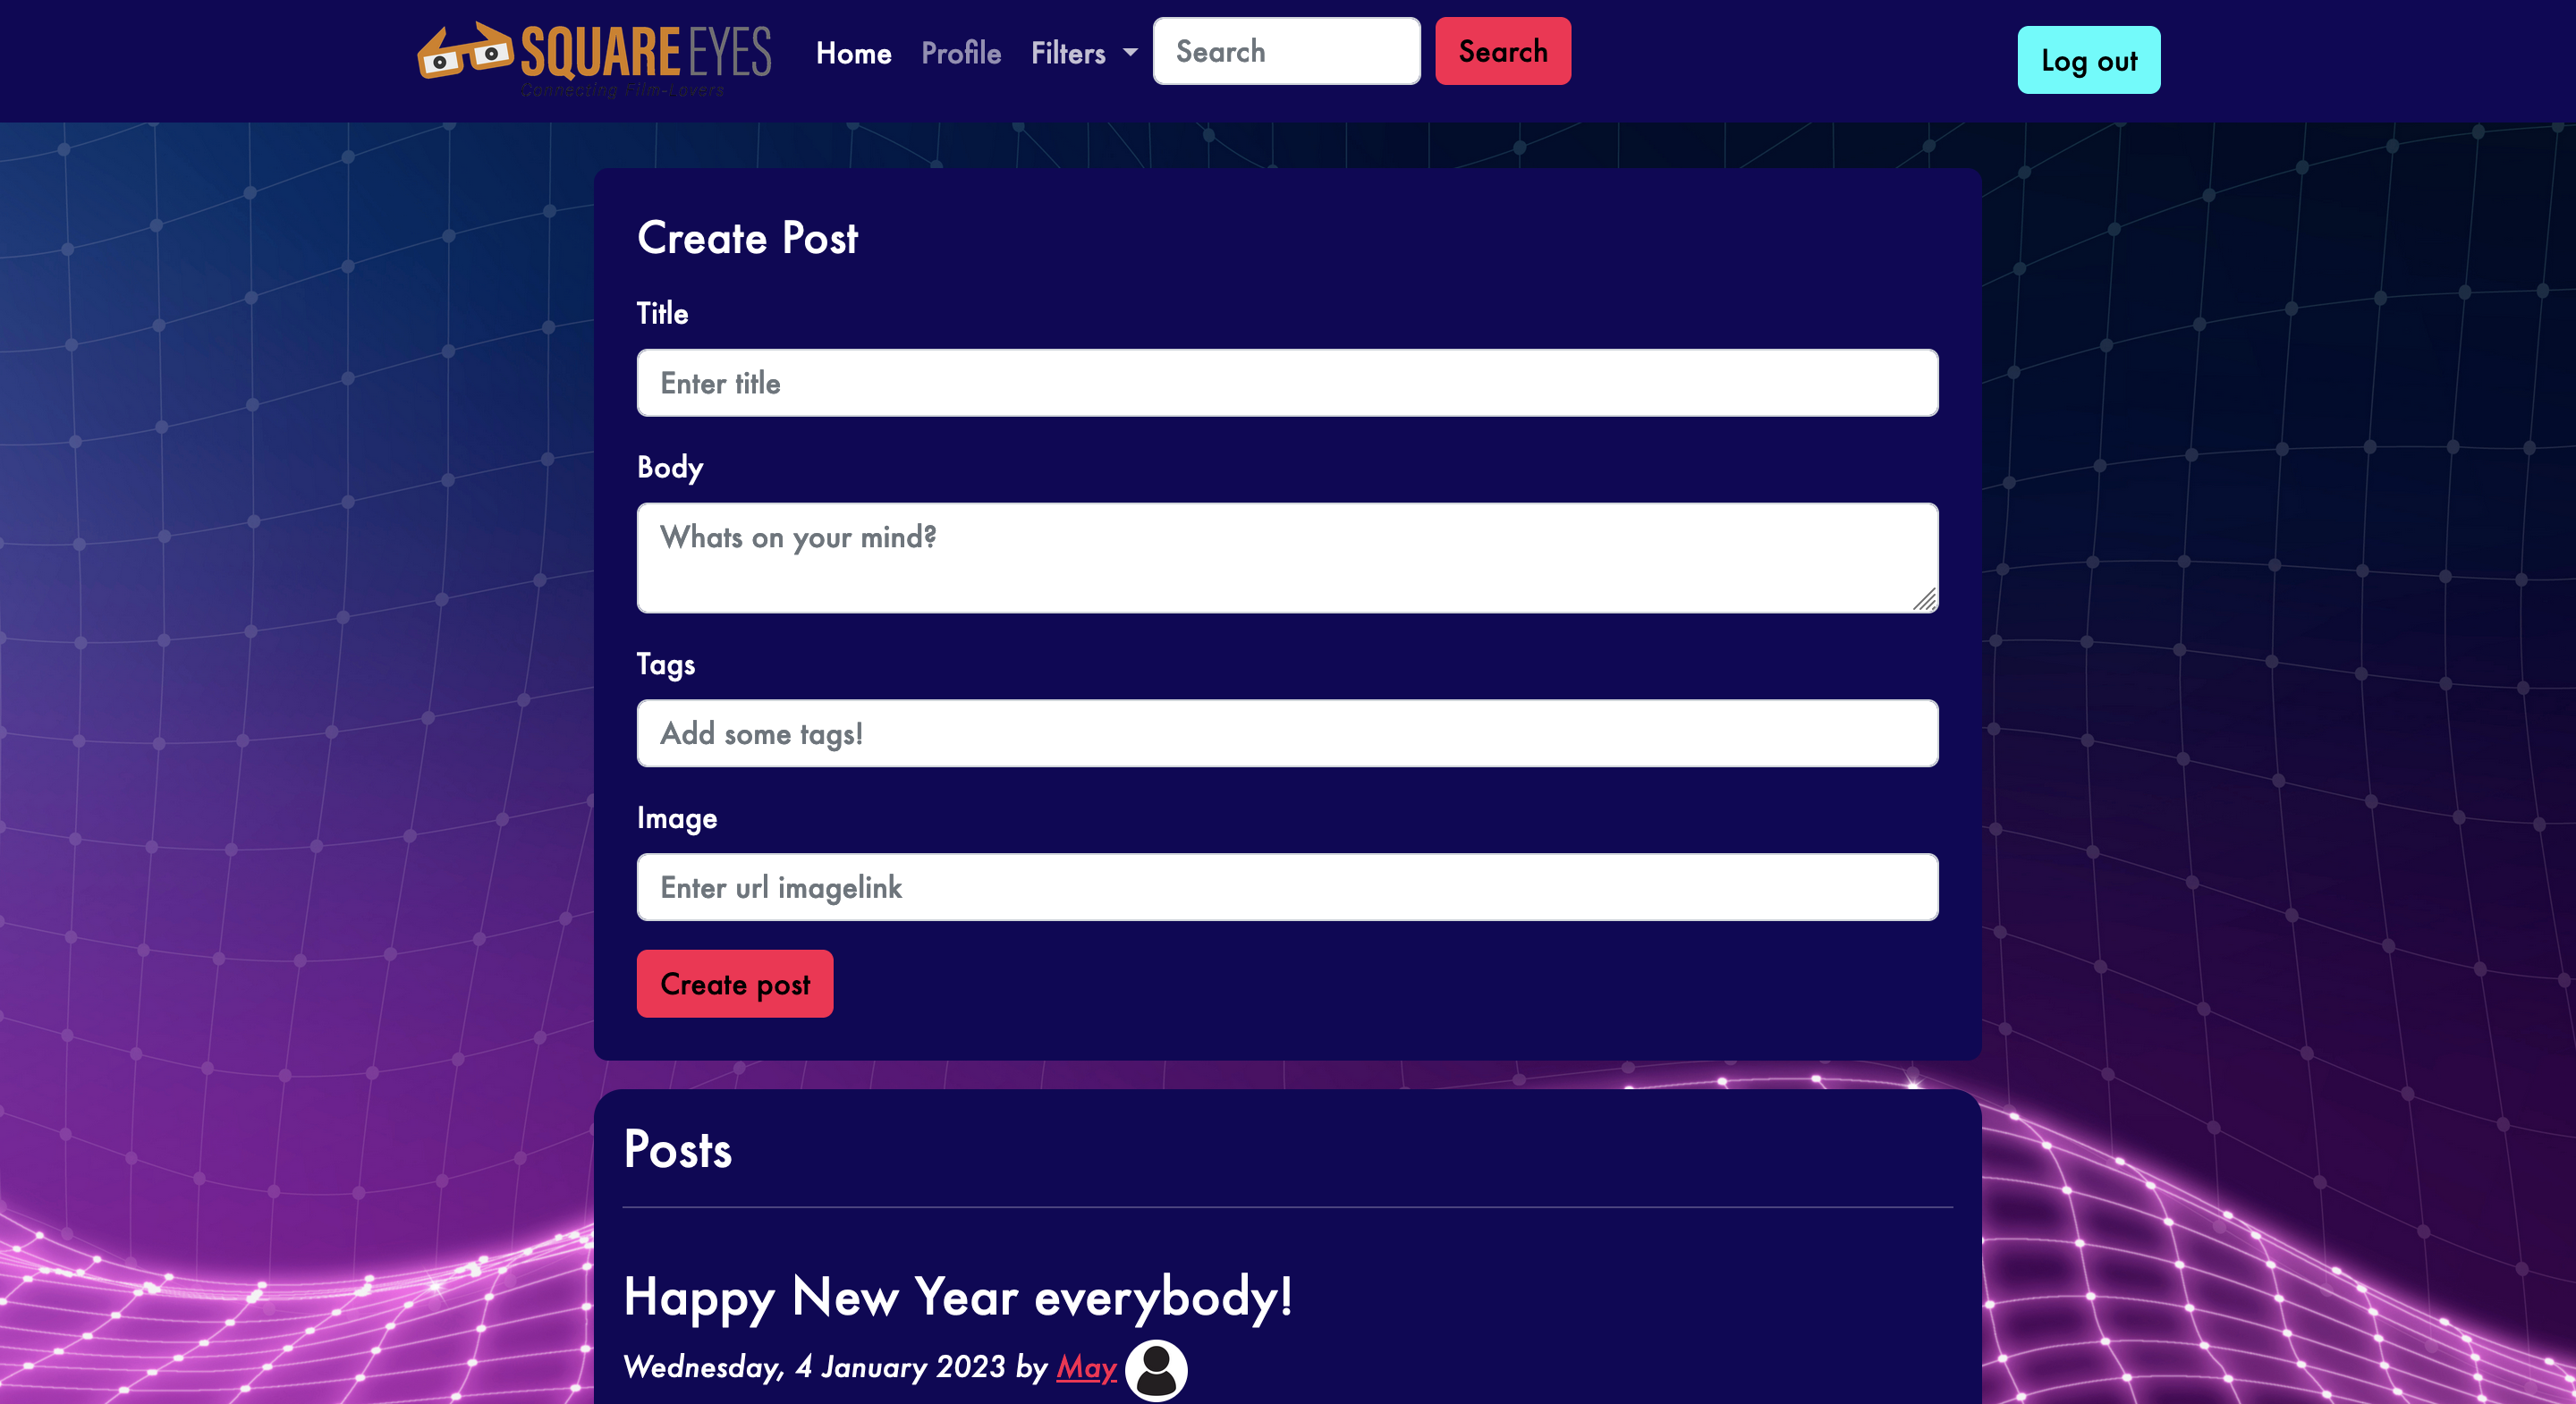 SQUARE EYES
Connecting Film-Lovers
Home Profile Filters Search Search Log out
Create Post
Title
Enter title
Body
Whats on your mind?
Tags
Add some tags!
Image
Enter url imagelink
Create post
Posts
Happy New Year everybody!
Wednesday, 4 January 2023 by May